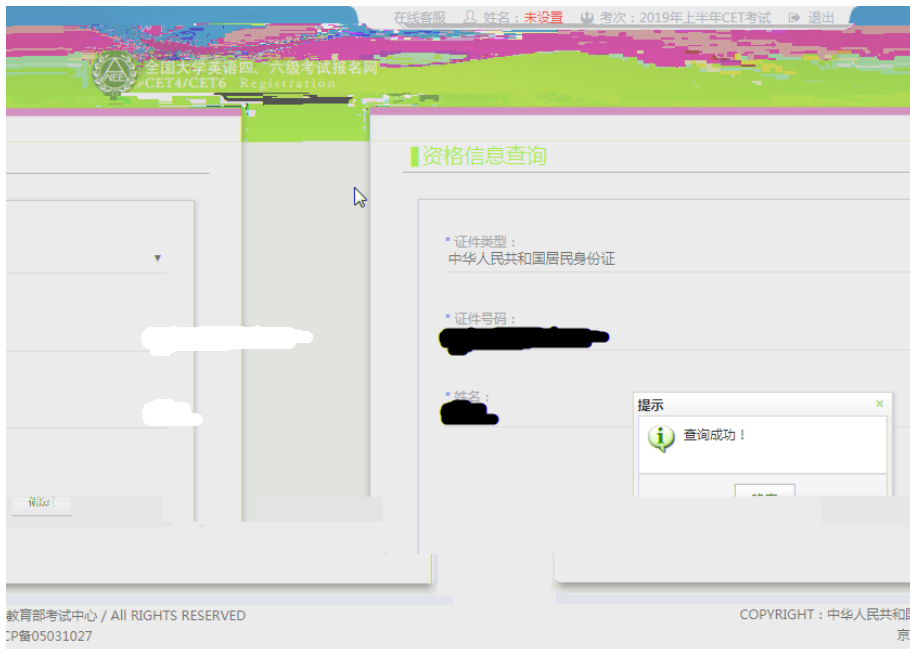 在线客服 姓名：未设置 考次：2019年上半年CET考试 退出
全国大学英语四、六级考试报名网
CET4/CET6 Registration
资格信息查询
* 证件类型：
中华人民共和国居民身份证
* 证件号码：
* 姓名：
提示 ×
查询成功！
教育部考试中心 / All RIGHTS RESERVED
COPYRIGHT：中华人民共和
CP备05031027
京